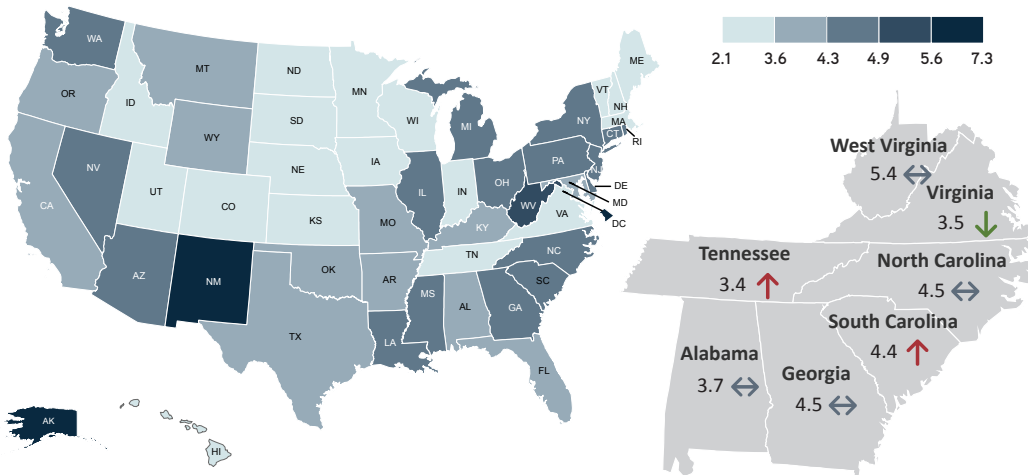 2.1 3.6 4.3 4.9 5.6 7.3
WA
OR
CA
ID
NV
MT
WY
UT
CO
AZ
NM
ND
SD
NE
KS
OK
TX
MN
IA
MO
AR
LA
WI
IL
MI
IN
OH
KY
TN
MS
AL
GA
FL
SC
NC
VA
WV
PA
NY
VT
NH
ME
MA
CT
RI
NJ
DE
MD
DC
AK
HI
West Virginia
5.4 ↔
Virginia
3.5 ↓
Tennessee
3.4 ↑
North Carolina
4.5 ↔
South Carolina
4.4 ↑
Alabama
3.7 ↔
Georgia
4.5 ↔